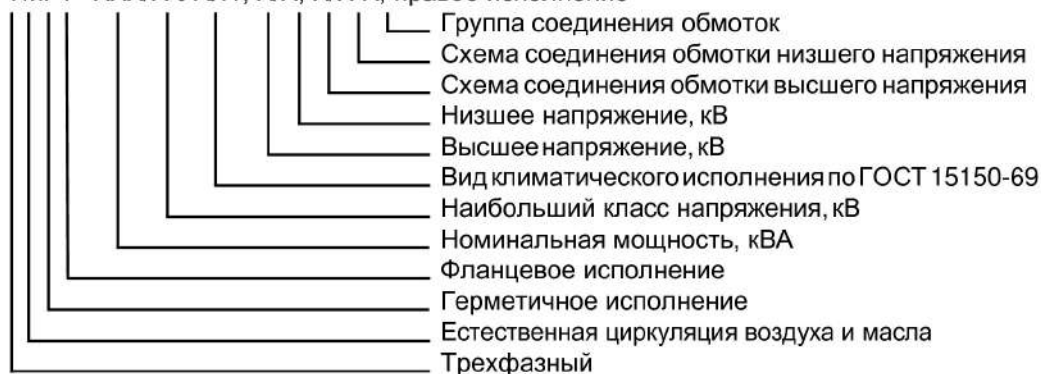 Группа соединения обмоток
Схема соединения обмотки низшего напряжения
Схема соединения обмотки высшего напряжения
Низшее напряжение, кВ
Высшее напряжение, кВ
Вид климатического исполнения по ГОСТ 15150-69
Наибольший класс напряжения, кВ
Номинальная мощность, кВА
Фланцевое исполнение
Герметичное исполнение
Естественная циркуляция воздуха и масла
Трехфазный